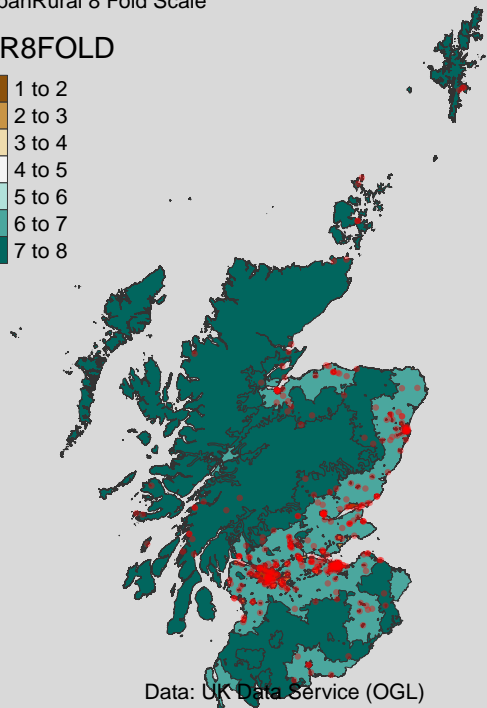 banRural 8 Fold Scale
R8FOLD
1 to 2
2 to 3
3 to 4
4 to 5
5 to 6
6 to 7
7 to 8
Data: UK Data Service (OGL)